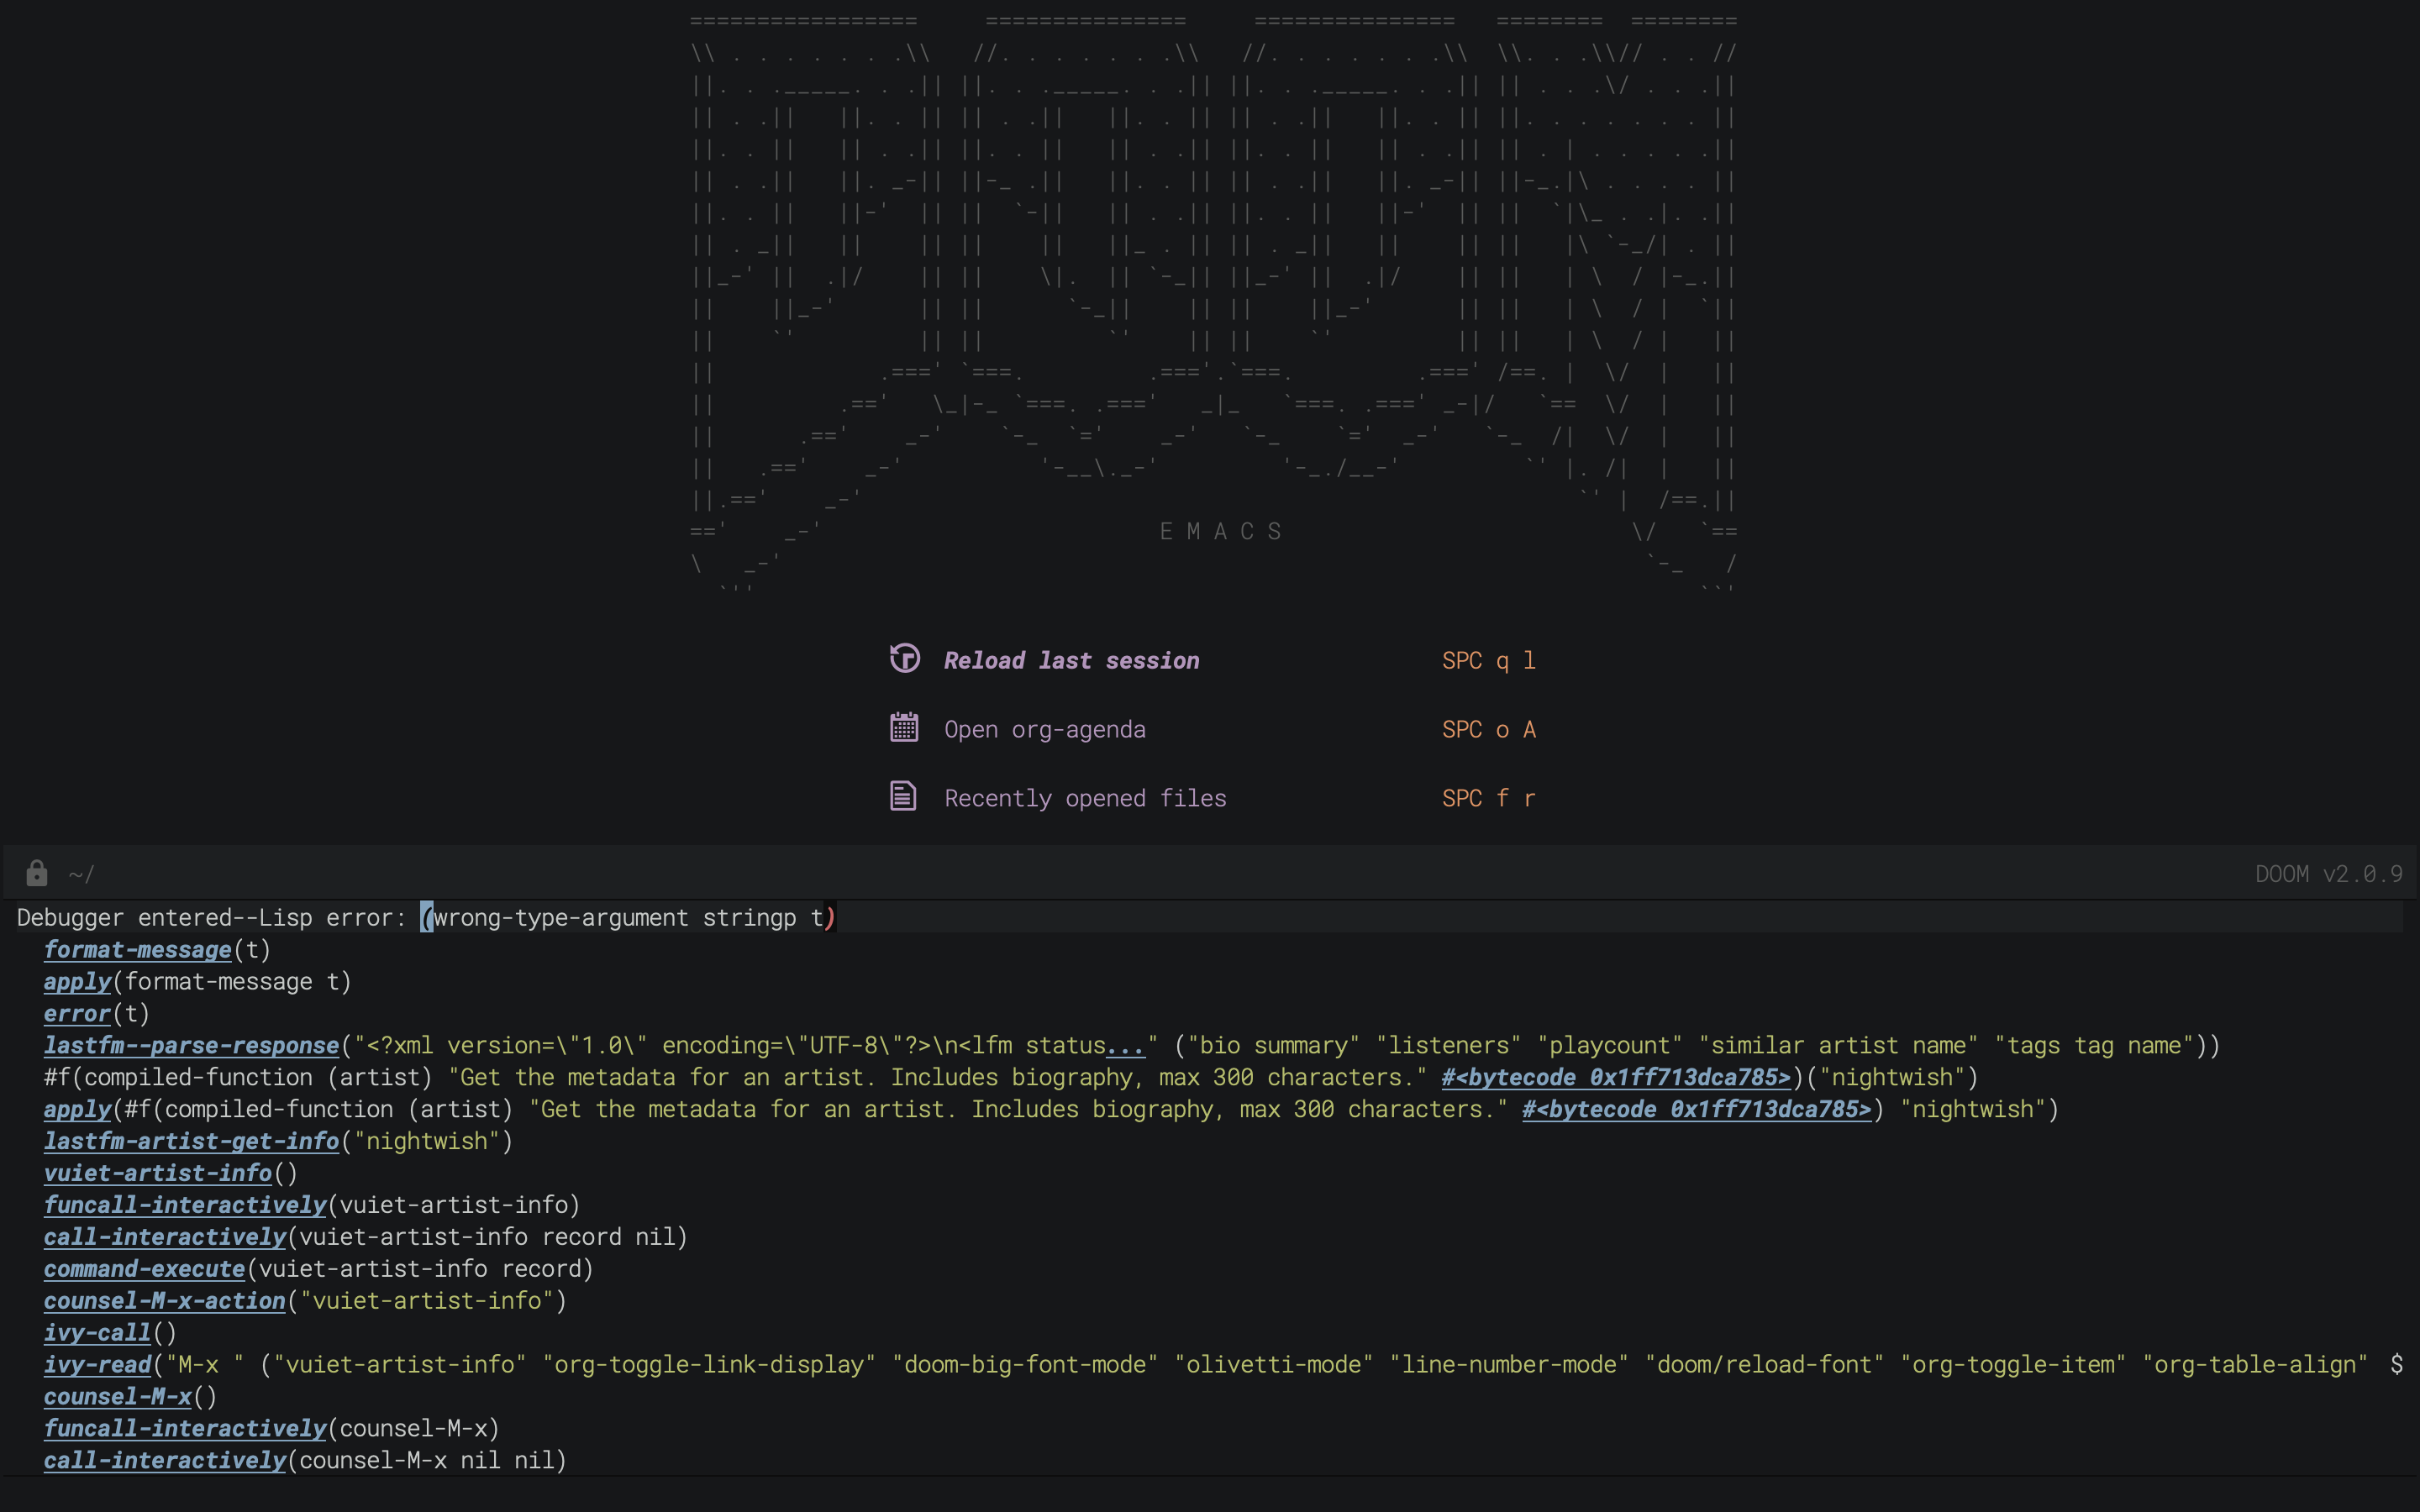 =================     ===============     ===============   ========  ========
\\ . . . . . . .\\   //. . . . . . .\\   //. . . . . . .\\  \\. . .\\// . . //
||. . ._____. . .|| ||. . ._____. . .|| ||. . ._____. . .|| || . . .\/ . . .||
|| . .||   ||. . || || . .||   ||. . || || . .||   ||. . || ||. . . . . . . ||
||. . ||   || . .|| ||. . ||   || . .|| ||. . ||   || . .|| || . | . . . . .||
|| . .||   ||. _-|| ||-_ .||   ||. . || || . .||   ||. _-|| ||-_.|\ . . . . ||
||. . ||   ||-'  || ||  `-||   || . .|| ||. . ||   ||-'  || ||  `|\_ . .|. .||
|| . _||   ||    || ||    ||   ||_ . || || . _||   ||    || ||   |\ `-_/| . ||
||_-' ||  .|/    || ||    \|.  || `-_|| ||_-' ||  .|/    || ||   | \  / |-_.||
||    ||_-'      || ||      `-_||    || ||    ||_-'      || ||   | \  / |  `||
||    `'         || ||         `'    || ||    `'         || ||   | \  / |   ||
||            .===' `===.         .==='.`===.         .===' /==. |  \/  |   ||
||         .=='   \_|-_ `===. .==='   _|_   `===. .===' _-|/   `==  \/  |   ||
||      .=='    _-'    `-_  `='    _-'   `-_    `='  _-'   `-_  /|  \/  |   ||
||   .=='    _-'          '-__\._-'         '-_./__-'         `' |. /|  |   ||
||.=='    _-'                                                     `' |  /==.||
=='    _-'                         E M A C S                          \/   `==
\   _-'                                                                `-_   /
 `''                                                                      ``'
Reload last session SPC q l
Open org-agenda SPC o A
Recently opened files SPC f r
~/ DOOM v2.0.9
Debugger entered--Lisp error: (wrong-type-argument stringp t)
format-message(t)
apply(format-message t)
error(t)
lastfm--parse-response("<?xml version=\"1.0\" encoding=\"UTF-8\"?>\n<lfm status..." ("bio summary" "listeners" "playcount" "similar artist name" "tags tag name"))
#f(compiled-function (artist) "Get the metadata for an artist. Includes biography, max 300 characters." #<bytecode 0x1ff713dca785>)("nightwish")
apply(#f(compiled-function (artist) "Get the metadata for an artist. Includes biography, max 300 characters." #<bytecode 0x1ff713dca785>) "nightwish")
lastfm-artist-get-info("nightwish")
vuiet-artist-info()
funcall-interactively(vuiet-artist-info)
call-interactively(vuiet-artist-info record nil)
command-execute(vuiet-artist-info record)
counsel-M-x-action("vuiet-artist-info")
ivy-call()
ivy-read("M-x " ("vuiet-artist-info" "org-toggle-link-display" "doom-big-font-mode" "olivetti-mode" "line-number-mode" "doom/reload-font" "org-toggle-item" "org-table-align" $
counsel-M-x()
funcall-interactively(counsel-M-x)
call-interactively(counsel-M-x nil nil)